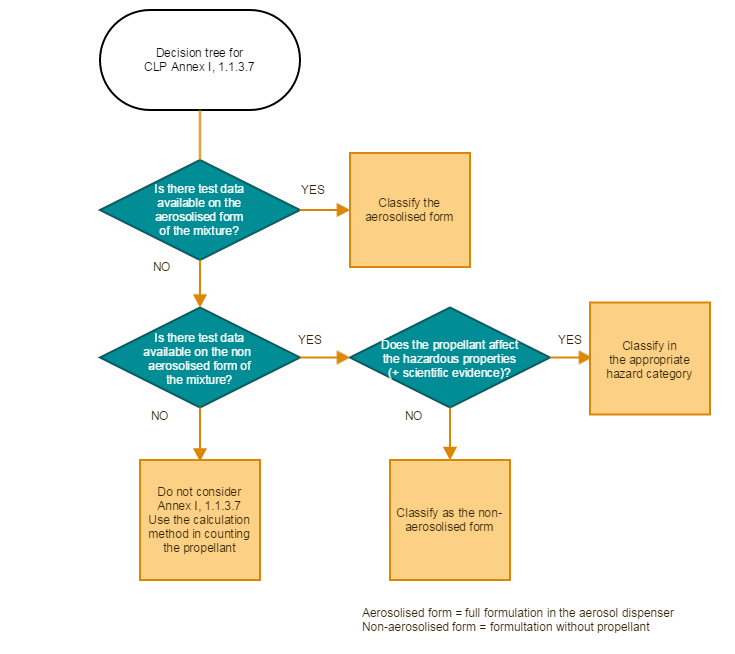 Decision tree for
CLP Annex I, 1.1.3.7
Is there test data
available on the
aerosolised form
of the mixture?
YES
Classify the
aerosolised form
NO
Is there test data
available on the non
aerosolised form of
the mixture?
YES
Does the propellant affect
the hazardous properties
(+ scientific evidence)?
YES
Classify in
the appropriate
hazard category
NO
NO
Do not consider
Annex I, 1.1.3.7
Use the calculation
method in counting
the propellant
Classify as the non-
aerosolised form
Aerosolised form = full formulation in the aerosol dispenser
Non-aerosolised form = formultation without propellant